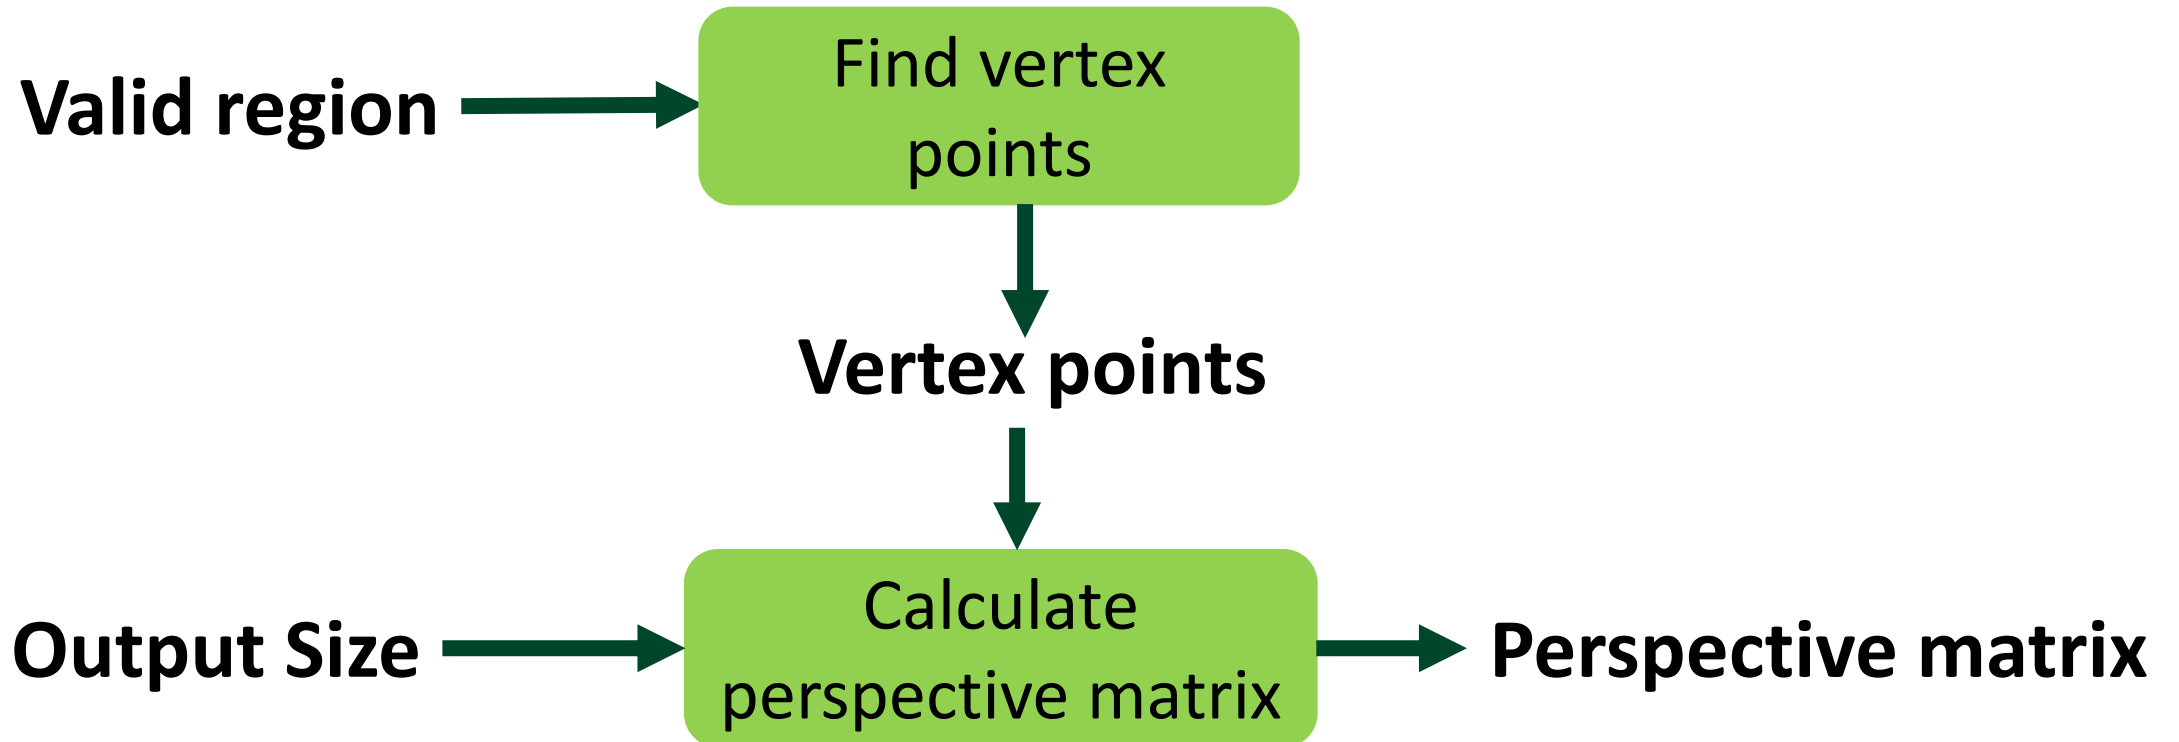 Valid region
Find vertex
points
Vertex points
Output Size
Calculate
perspective matrix
Perspective matrix